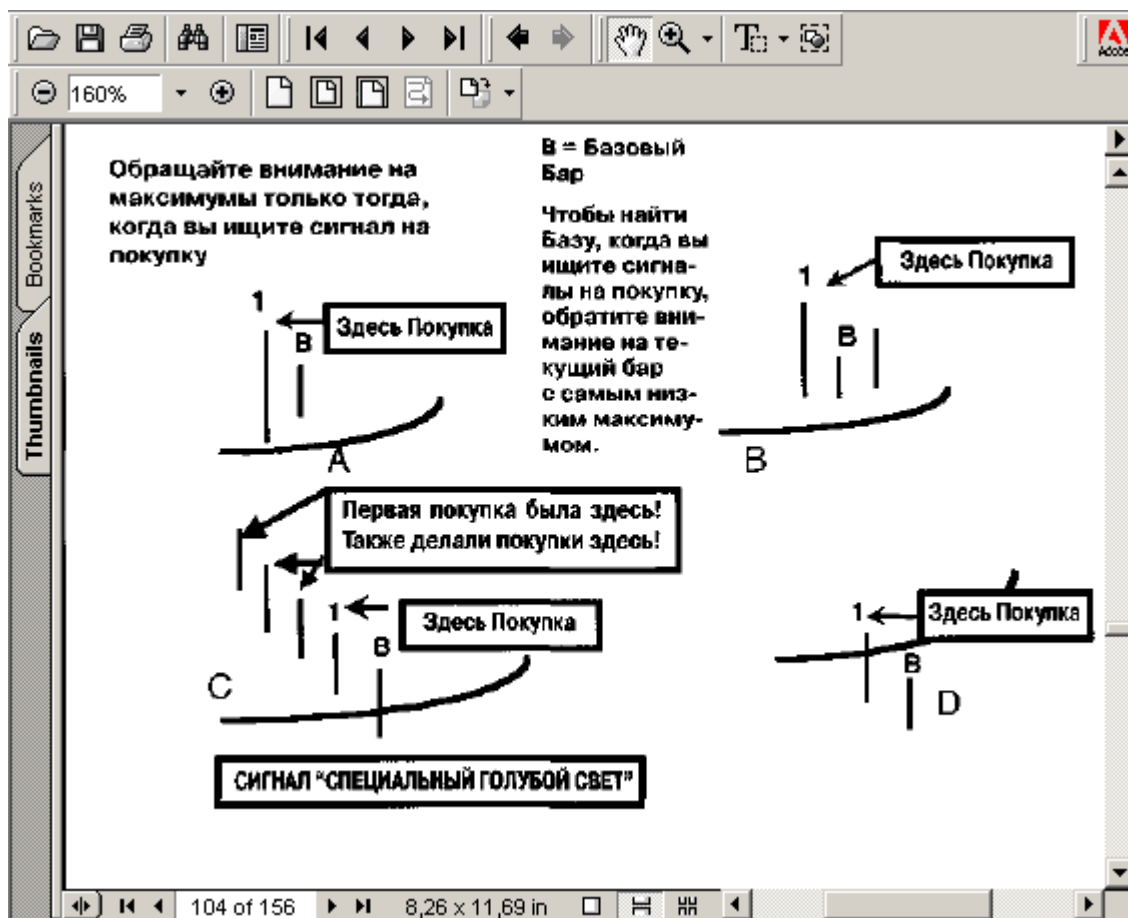 Adobe
160%
Bookmarks
Thumbnails
Обращайте внимание на
максимумы только тогда,
когда вы ищите сигнал на
покупку
1
Здесь Покупка
B
A
B = Базовый
Бар
Чтобы найти
Базу, когда вы
ищите сигна-
лы на покупку,
обратите вни-
мание на те-
кущий бар
с самым низ-
ким максиму-
мом.
1
Здесь Покупка
B
B
Первая покупка была здесь!
Также делали покупки здесь!
1
Здесь Покупка
B
C
1
Здесь Покупка
B
D
СИГНАЛ "СПЕЦИАЛЬНЫЙ ГОЛУБОЙ СВЕТ"
104 of 156
8,26 x 11,69 in